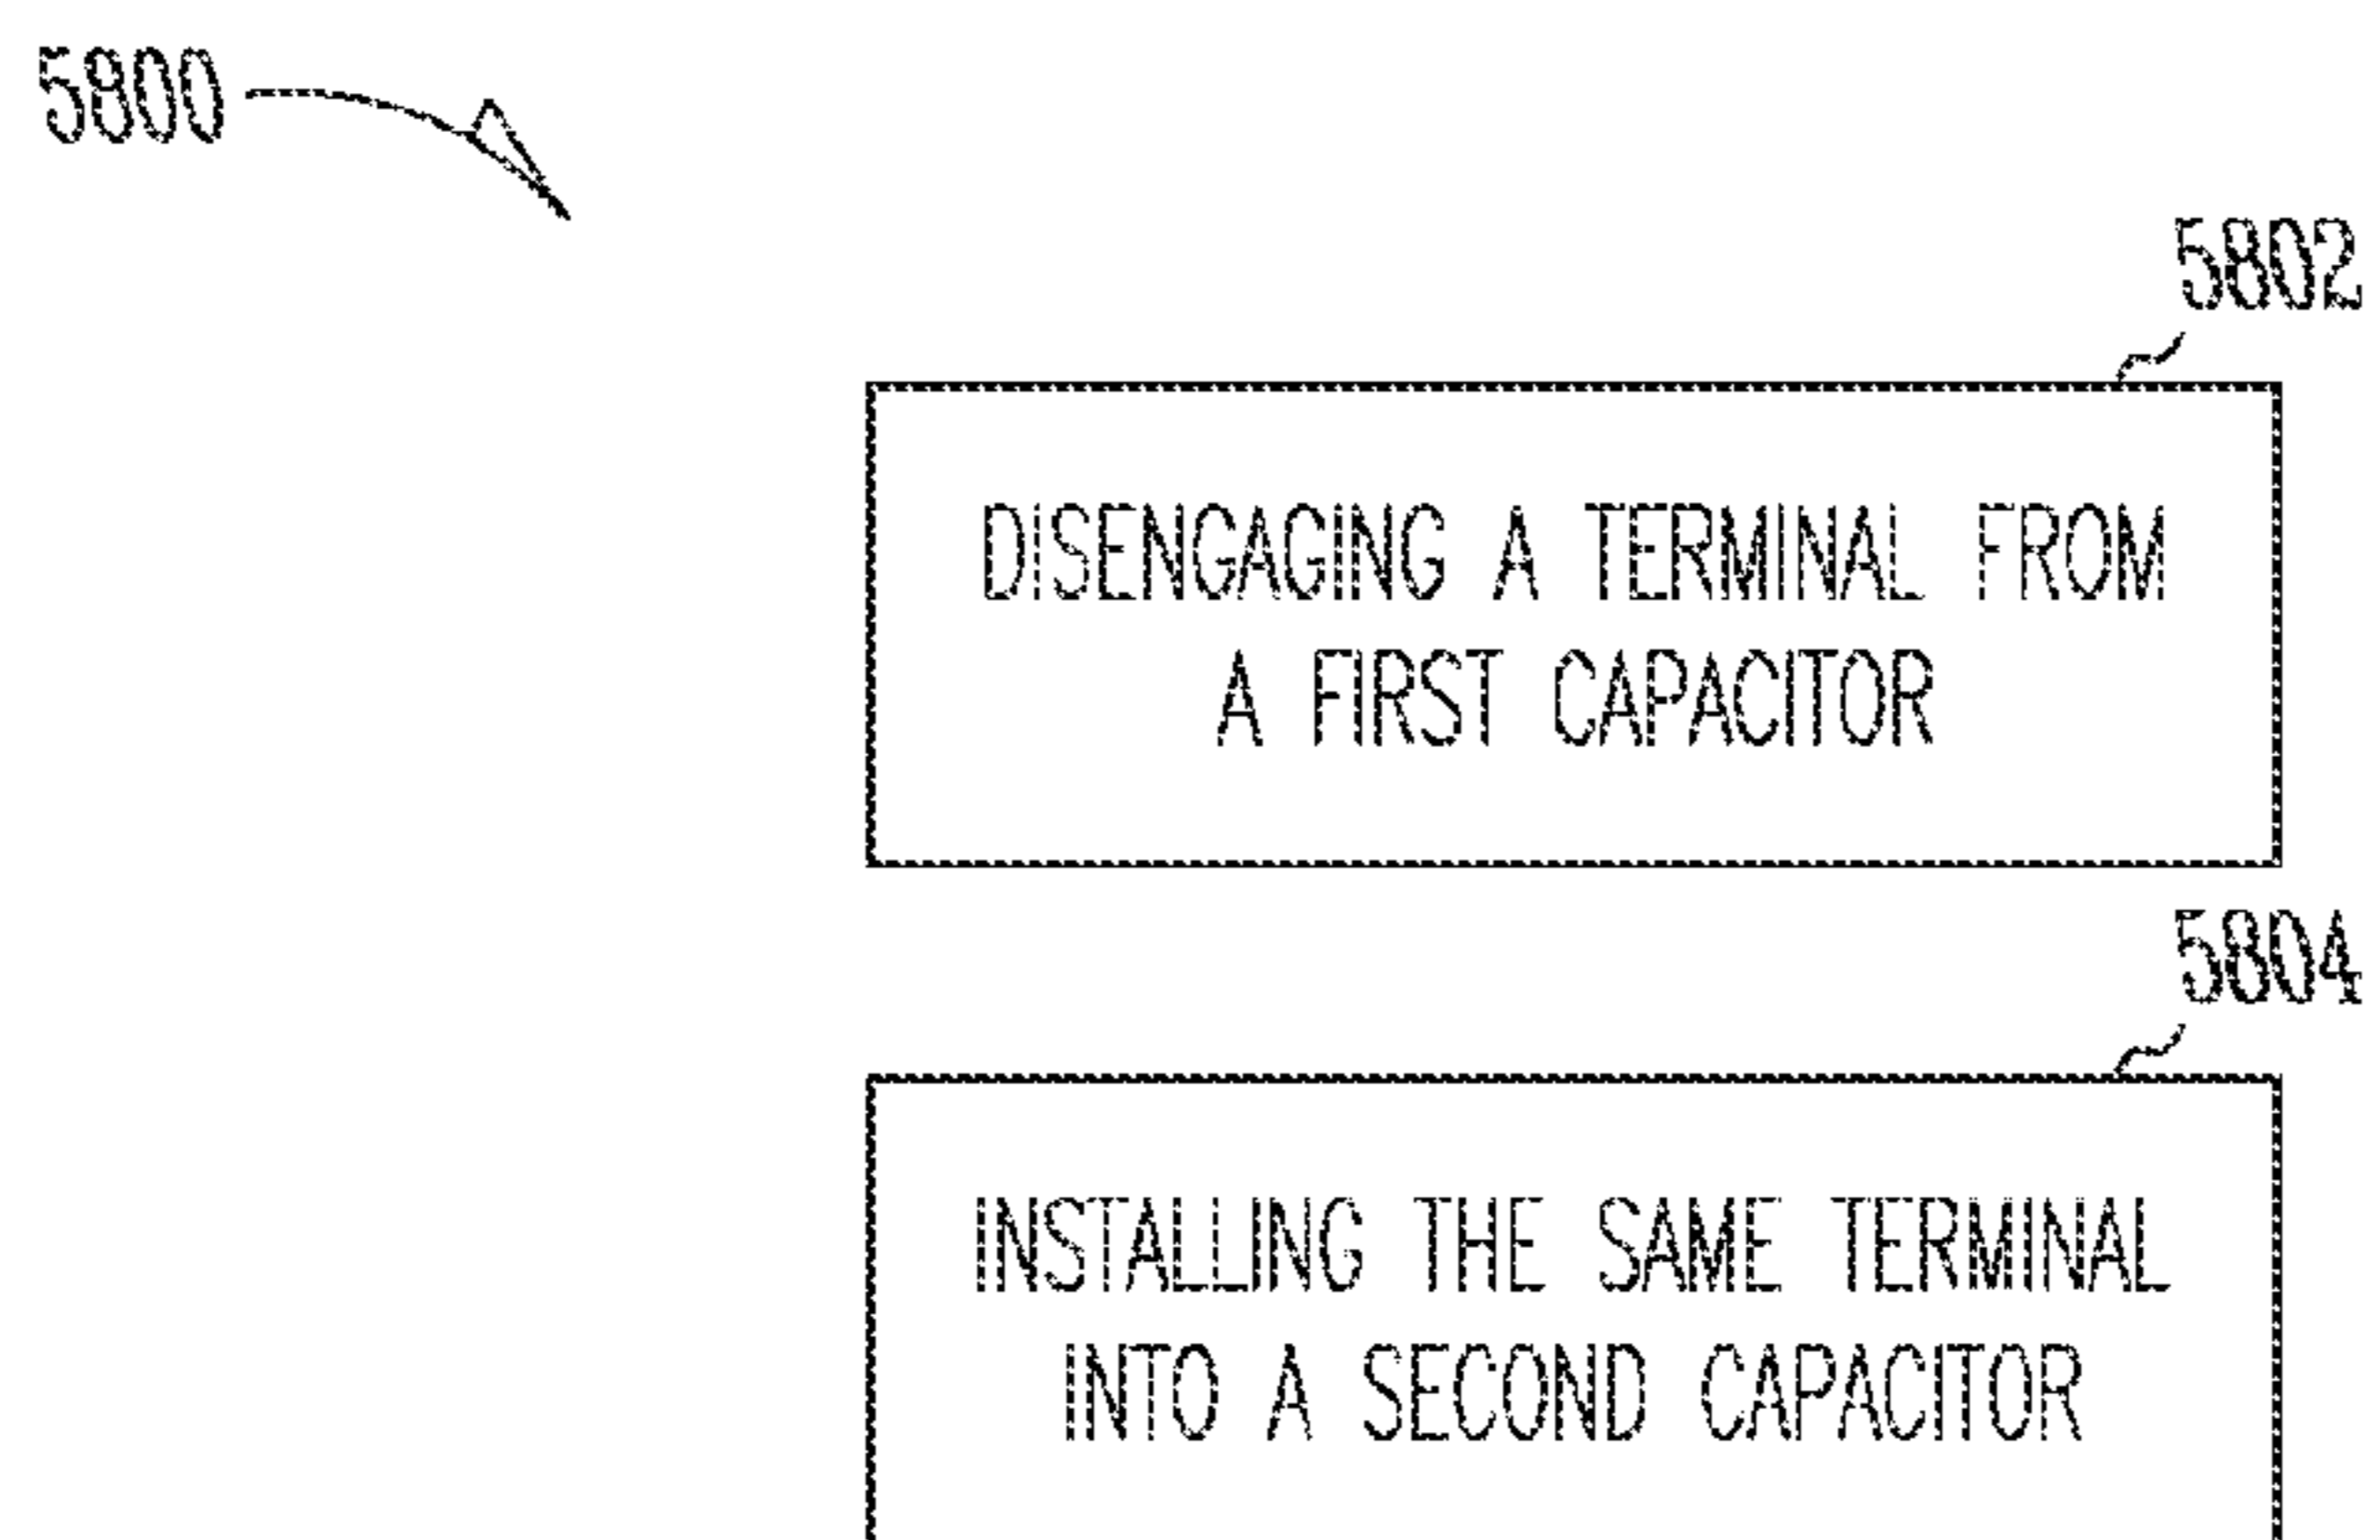 5800
5802
DISENGAGING A TERMINAL FROM
A FIRST CAPACITOR
5804
INSTALLING THE SAME TERMINAL
INTO A SECOND CAPACITOR